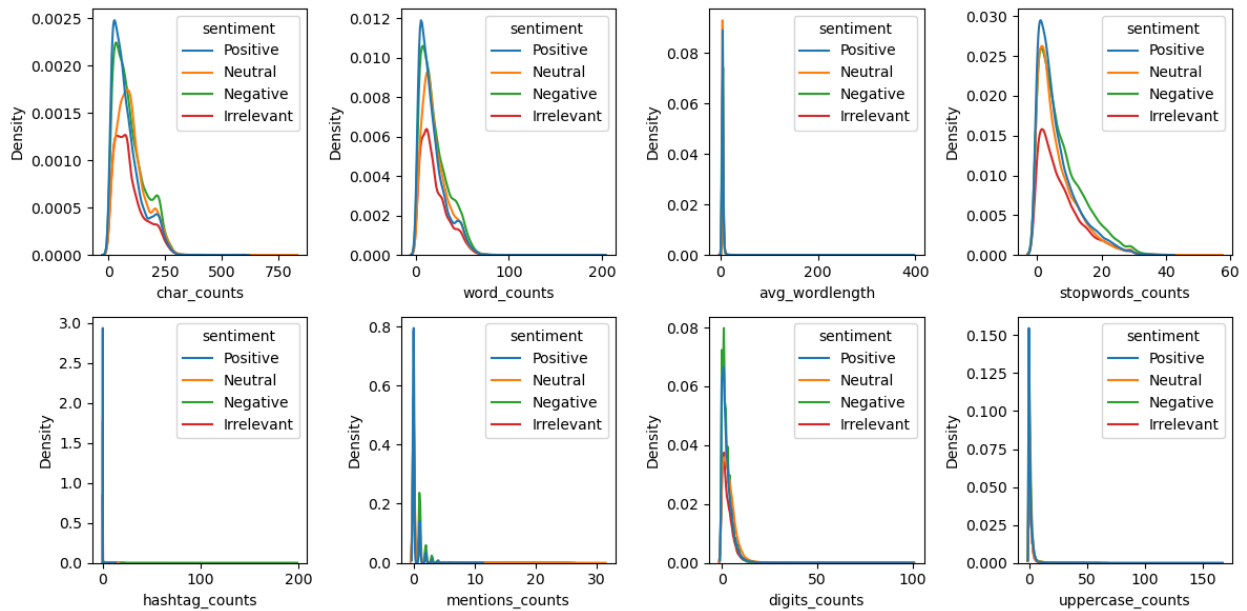 0.0025
0.0020
0.0015
0.0010
0.0005
0.0000
Density
sentiment
Positive
Neutral
Negative
Irrelevant
0 250 500 750
char_counts
0.012
0.010
0.008
0.006
0.004
0.002
0.000
Density
sentiment
Positive
Neutral
Negative
Irrelevant
0 100 200
word_counts
0.08
0.06
0.04
0.02
0.00
Density
sentiment
Positive
Neutral
Negative
Irrelevant
0 200 400
avg_wordlength
0.030
0.025
0.020
0.015
0.010
0.005
0.000
Density
sentiment
Positive
Neutral
Negative
Irrelevant
0 20 40 60
stopwords_counts
3.0
2.5
2.0
1.5
1.0
0.5
0.0
Density
sentiment
Positive
Neutral
Negative
Irrelevant
0 100 200
hashtag_counts
0.8
0.6
0.4
0.2
0.0
Density
sentiment
Positive
Neutral
Negative
Irrelevant
0 10 20 30
mentions_counts
0.08
0.06
0.04
0.02
0.00
Density
sentiment
Positive
Neutral
Negative
Irrelevant
0 50 100
digits_counts
0.150
0.125
0.100
0.075
0.050
0.025
0.000
Density
sentiment
Positive
Neutral
Negative
Irrelevant
0 50 100 150
uppercase_counts